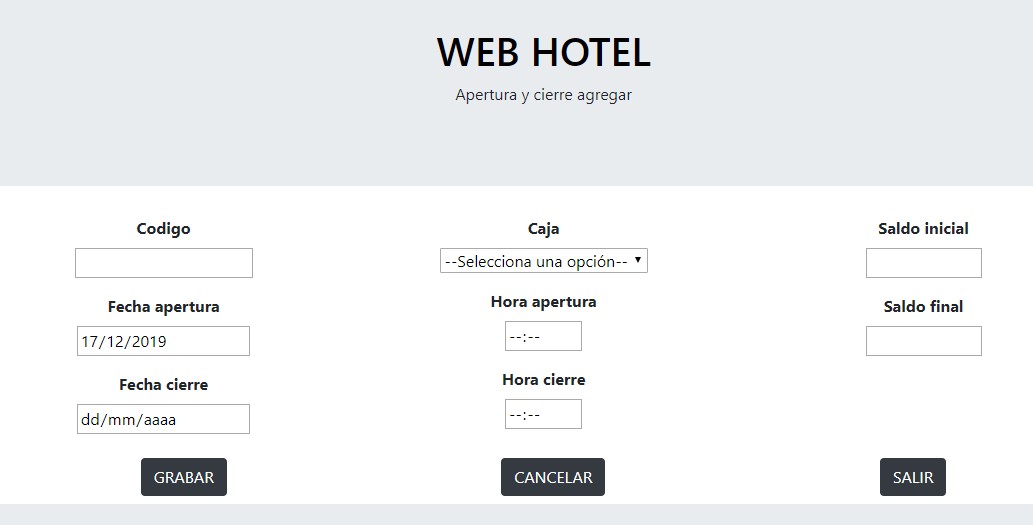 WEB HOTEL
Apertura y cierre agregar
Codigo
Caja
Saldo inicial
--Selecciona una opción--
Fecha apertura
Hora apertura
Saldo final
17/12/2019
--:--
Fecha cierre
Hora cierre
dd/mm/aaaa
--:--
GRABAR
CANCELAR
SALIR